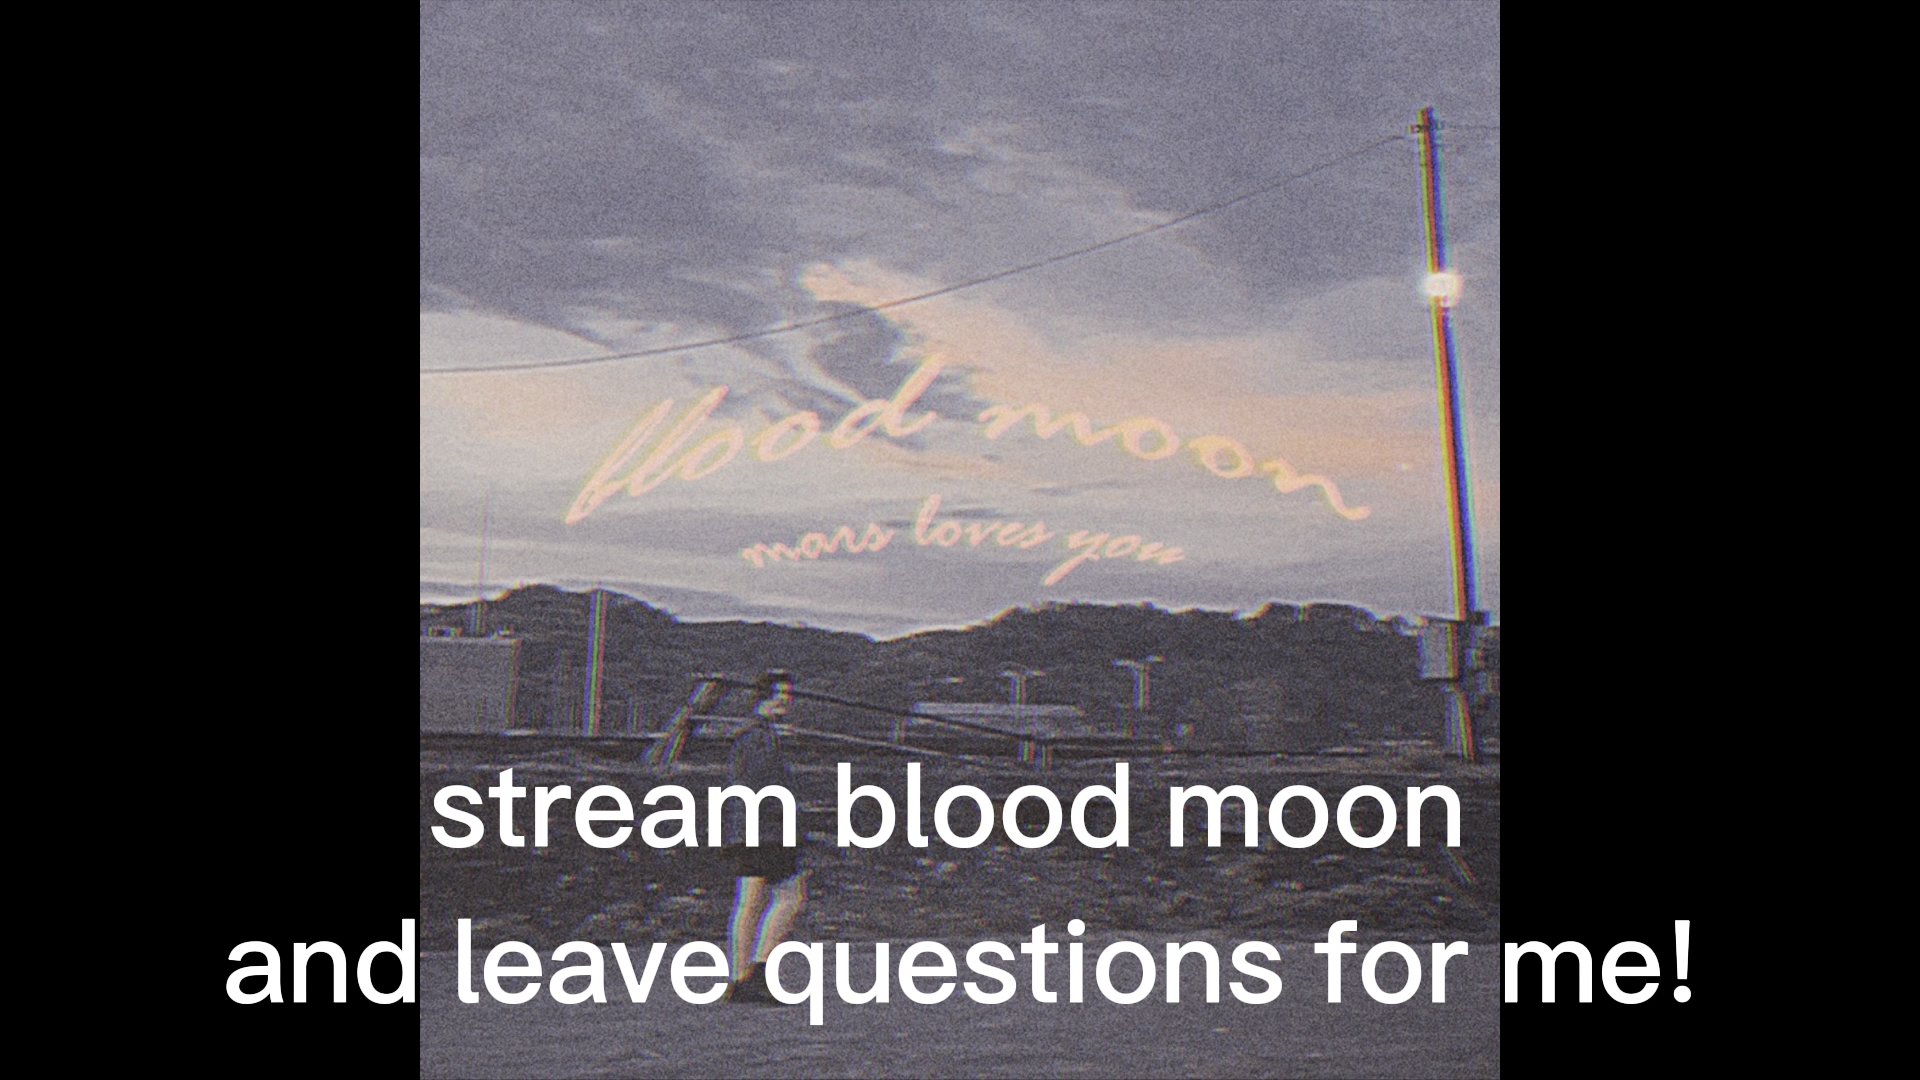 blood moon
mars loves you
stream blood moon
and leave questions for me!